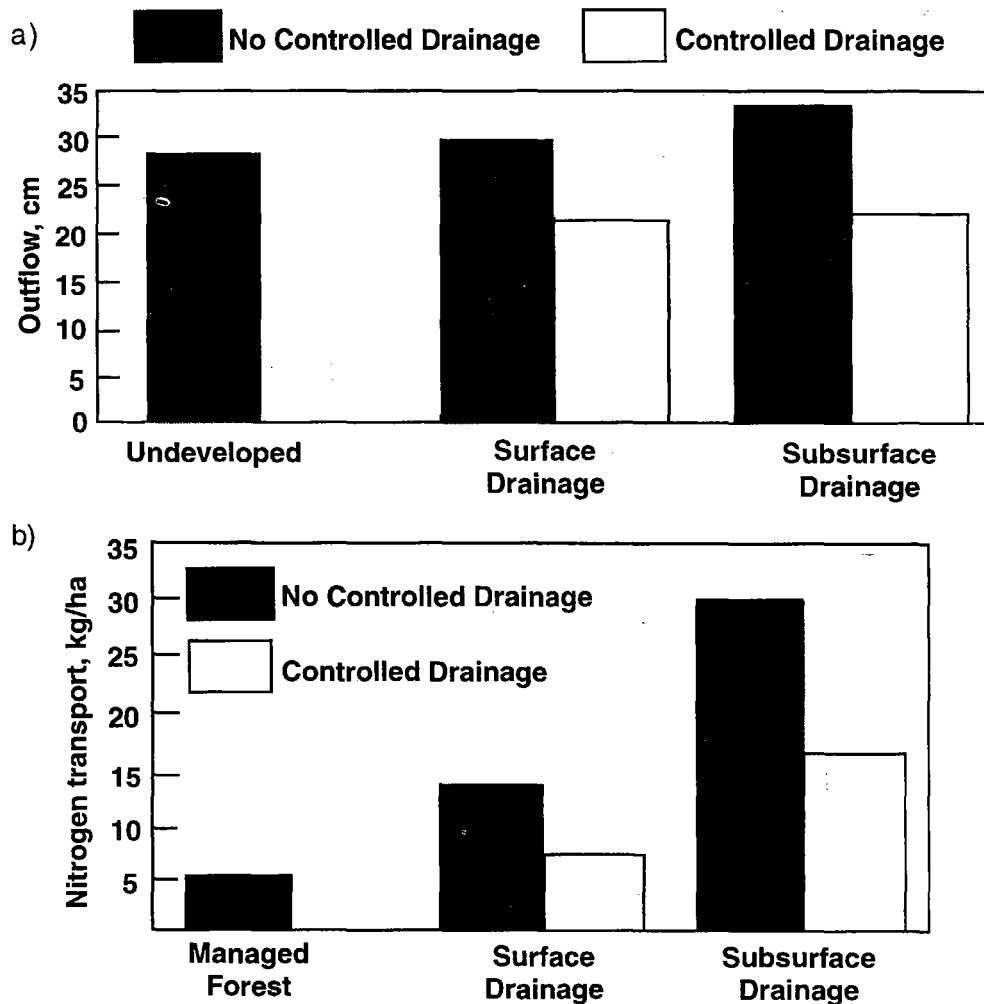 a)
No Controlled Drainage
Controlled Drainage
35
30
25
20
15
10
5
0
Outflow, cm
Undeveloped
Surface
Drainage
Subsurface
Drainage
b)
35
30
25
20
15
10
5
Nitrogen transport, kg/ha
No Controlled Drainage
Controlled Drainage
Managed
Forest
Surface
Drainage
Subsurface
Drainage